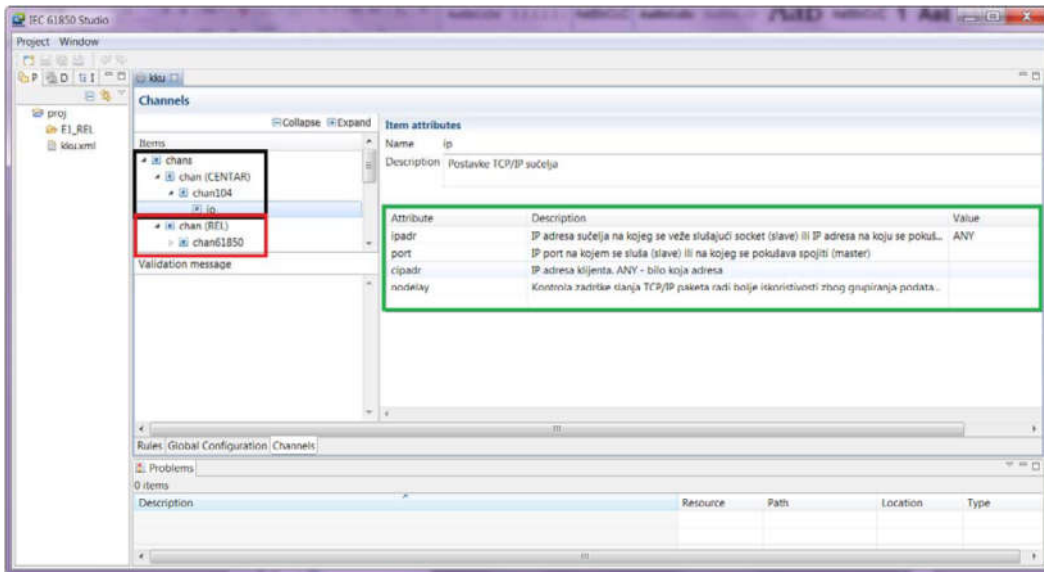 IEC 61850 Studio
Project Window
P D I
kku
proj
E1_REL
kku.xml
Channels
Collapse Expand
Items
chans
chan (CENTAR)
chan104
ip
chan (REL)
chan61850
Validation message
Item attributes
Name ip
Description Postavke TCP/IP sučelja
Attribute Description Value
ipadr IP adresa sučelja na kojeg se veže slušajući socket (slave) ili IP adresa na koju se pokuš... ANY
port IP port na kojem se sluša (slave) ili na kojeg se pokušava spojiti (master)
cipadr IP adresa klijenta. ANY - bilo koja adresa
nodelay Kontrola zadrške slanja TCP/IP paketa radi bolje iskoristivosti zbog grupiranja podata...
Rules Global Configuration Channels
Problems
0 items
Description Resource Path Location Type